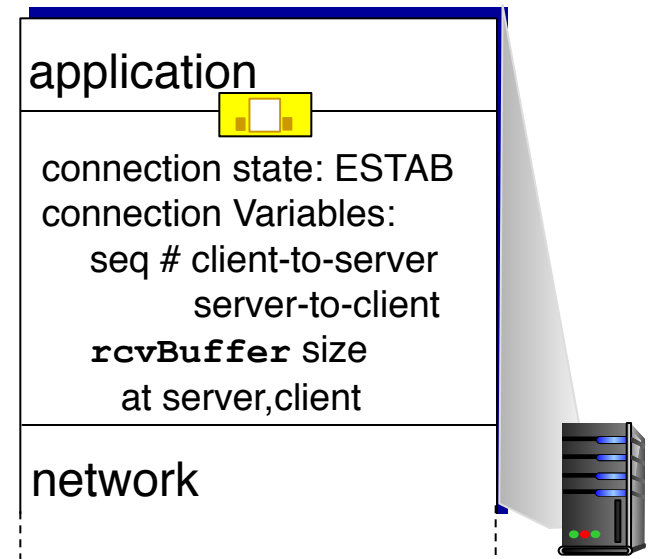 application
connection state: ESTAB
connection Variables:
seq # client-to-server
server-to-client
rcvBuffer size
at server,client
network